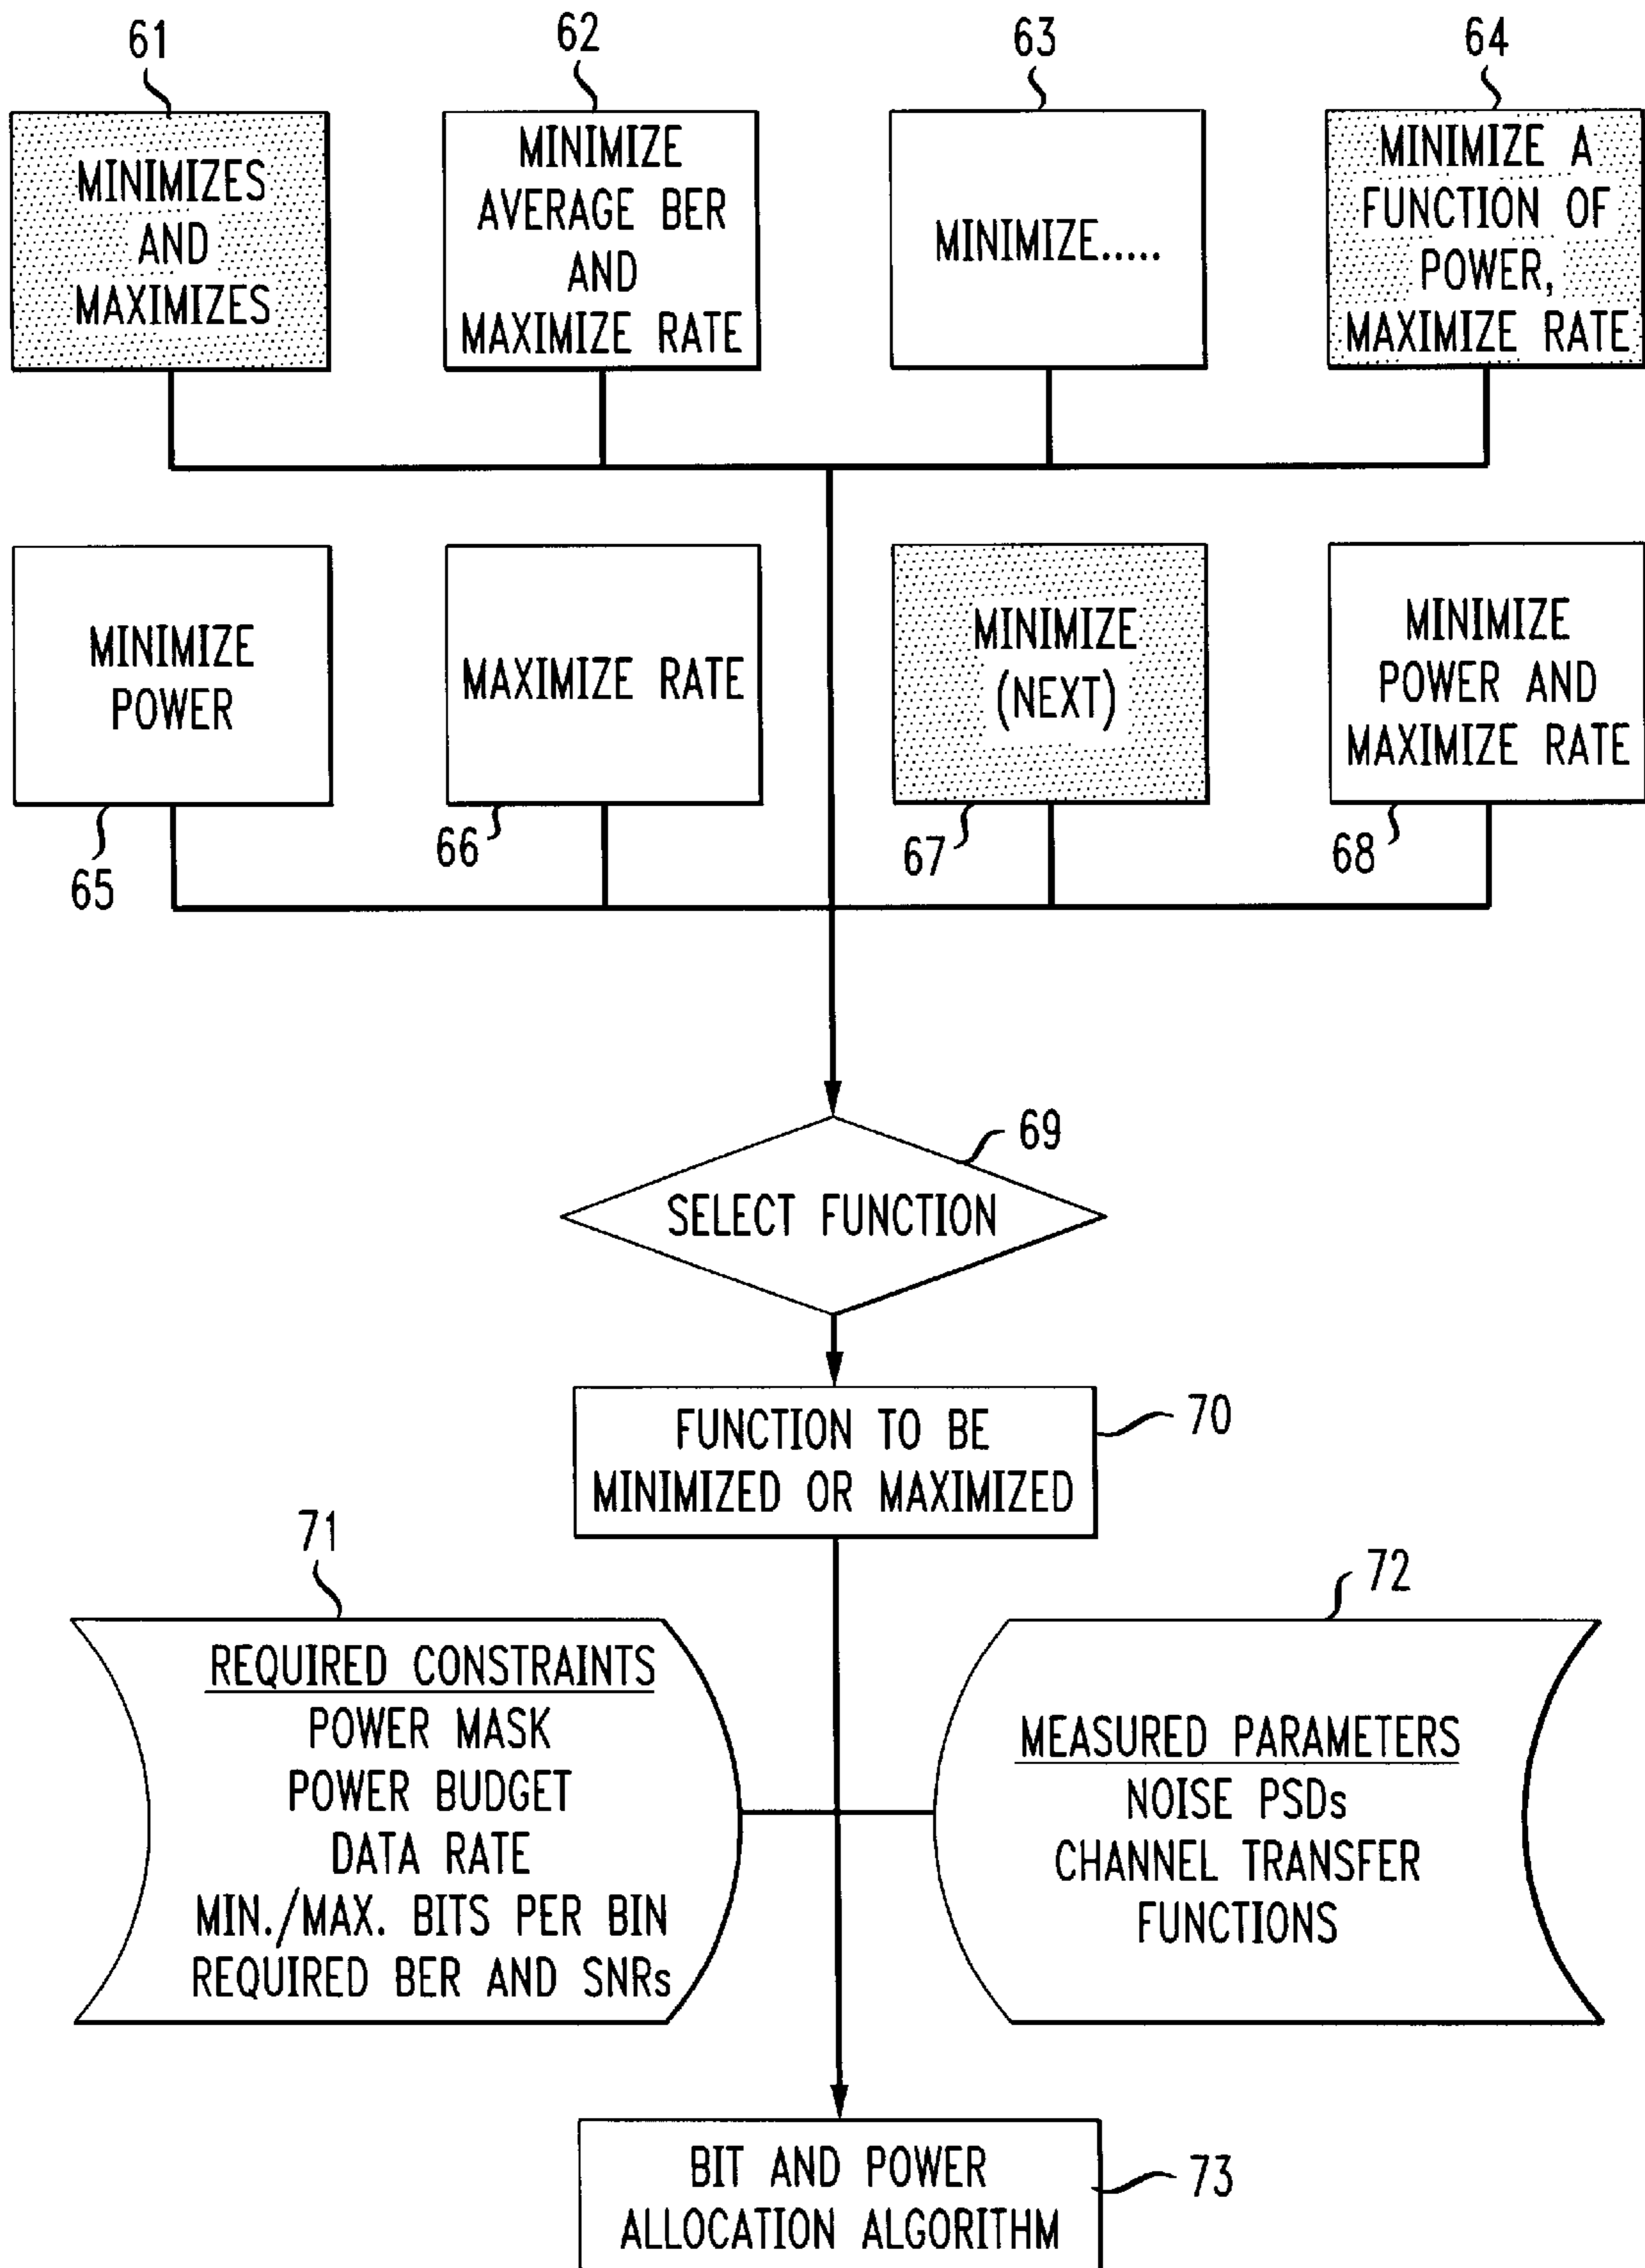 61
62
63
64
MINIMIZES
AND
MAXIMIZES
MINIMIZE
AVERAGE BER
AND
MAXIMIZE RATE
MINIMIZE.....
MINIMIZE A
FUNCTION OF
POWER,
MAXIMIZE RATE
MINIMIZE
POWER
MAXIMIZE RATE
MINIMIZE
(NEXT)
MINIMIZE
POWER AND
MAXIMIZE RATE
65
66
67
68
69
SELECT FUNCTION
70
FUNCTION TO BE
MINIMIZED OR MAXIMIZED
71
REQUIRED CONSTRAINTS
POWER MASK
POWER BUDGET
DATA RATE
MIN./MAX. BITS PER BIN
REQUIRED BER AND SNRs
72
MEASURED PARAMETERS
NOISE PSDs
CHANNEL TRANSFER
FUNCTIONS
BIT AND POWER
ALLOCATION ALGORITHM
73